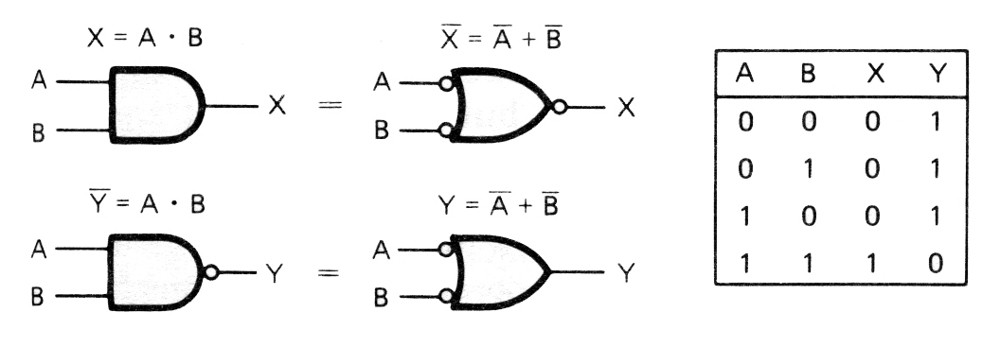 X = A · B
X̅ = A̅ + B̅
A
B
X
=
A
B
X
Y̅ = A · B
Y = A̅ + B̅
A
B
Y
=
A
B
Y
A B X Y
0 0 0 1
0 1 0 1
1 0 0 1
1 1 1 0